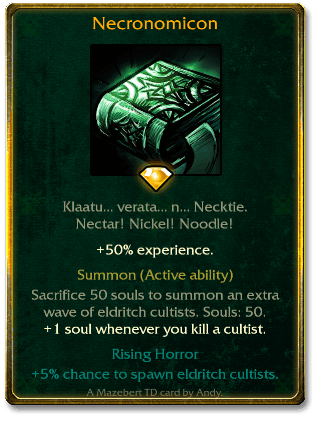 Necronomicon
Klaatu... verata... n... Necktie.
Nectar! Nickel! Noodle!
+50% experience.
Summon (Active ability)
Sacrifice 50 souls to summon an extra
wave of eldritch cultists. Souls: 50.
+1 soul whenever you kill a cultist.
Rising Horror
+5% chance to spawn eldritch cultists.
A Mazebert TD card by Andy.